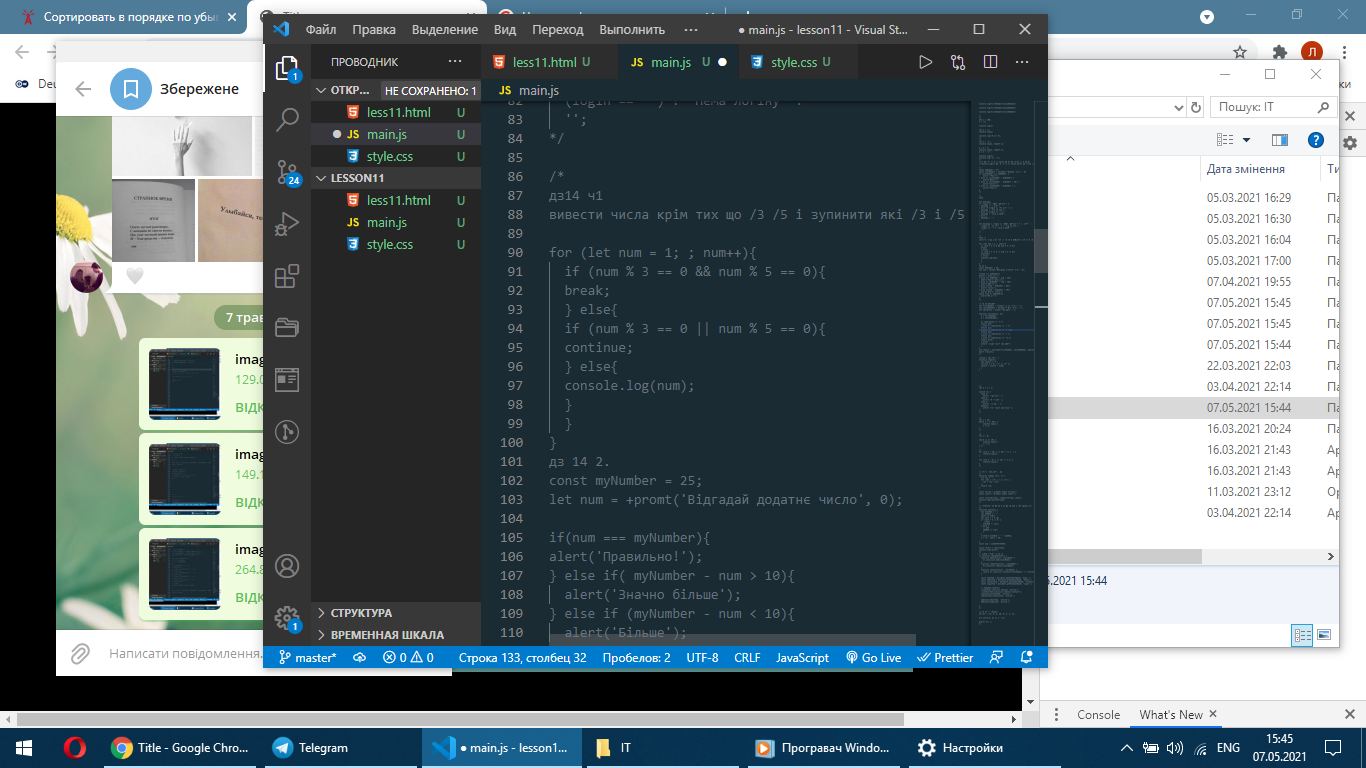 Сортировать в порядке по убы
Title
Deu
Збережене
СТРАШНОЕ ВРЕМЯ
Улыбайся, то
7 трав
imag
129.0
ВІДК
imag
149.1
ВІДК
imag
264.8
ВІДК
Написати повідомлення.
Файл Правка Выделение Вид Переход Выполнить ··· ● main.js - lesson11 - Visual St...
ПРОВОДНИК ···
less11.html U
JS main.js U ●
style.css U
ОТКР... НЕ СОХРАНЕНО: 1
less11.html U
● JS main.js U
style.css U
LESSON11
less11.html U
JS main.js U
style.css U
СТРУКТУРА
ВРЕМЕННАЯ ШКАЛА
1
24
1
JS main.js
83 '';
84 */
85
86 /*
87 дз14 ч1
88 вивести числа крім тих що /3 /5 і зупинити які /3 і /5
89
90 for (let num = 1; ; num++){
91 if (num % 3 == 0 && num % 5 == 0){
92 break;
93 } else{
94 if (num % 3 == 0 || num % 5 == 0){
95 continue;
96 } else{
97 console.log(num);
98 }
99 }
100 }
101 дз 14 2.
102 const myNumber = 25;
103 let num = +promt('Відгадай додатнє число', 0);
104
105 if(num === myNumber){
106 alert('Правильно!');
107 } else if( myNumber - num > 10){
108 alert('Значно більше');
109 } else if (myNumber - num < 10){
110 alert('Більше');
master* 0 0 Строка 133, столбец 32 Пробелов: 2 UTF-8 CRLF JavaScript Go Live Prettier
Л
ки
Пошук: IT
Дата змінення Ти
05.03.2021 16:29 Па
05.03.2021 16:30 Па
05.03.2021 16:04 Па
05.03.2021 17:00 Па
07.04.2021 19:55 Па
07.05.2021 15:45 Па
07.05.2021 15:45 Па
07.05.2021 15:44 Па
22.03.2021 22:03 Па
03.04.2021 22:14 Па
07.05.2021 15:44 Па
16.03.2021 20:24 Па
16.03.2021 21:43 Ар
16.03.2021 21:43 Ар
11.03.2021 23:12 Ор
03.04.2021 22:14 Ар
5.2021 15:44
Console What's New
Title - Google Chro...
Telegram
● main.js - lesson1...
IT
Програвач Windo...
Настройки
ENG
15:45
07.05.2021